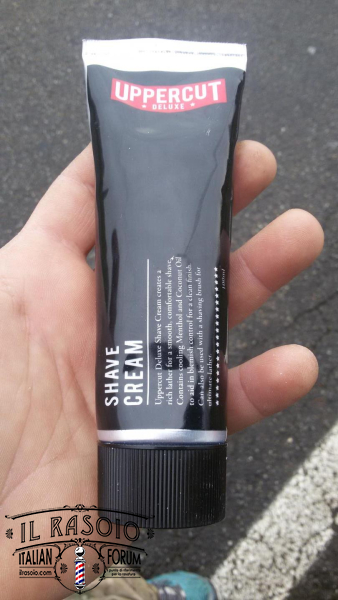 UPPERCUT
DELUXE
SHAVE
CREAM
Uppercut Deluxe Shave Cream creates a
rich lather for a smooth, comfortable shave.
Contains cooling Menthol and Coconut Oil
to aid in blemish control for a clean finish.
Can also be used with a shaving brush for
ultimate lather.
IL RASOIO
ITALIAN FORUM
ilrasoio.com